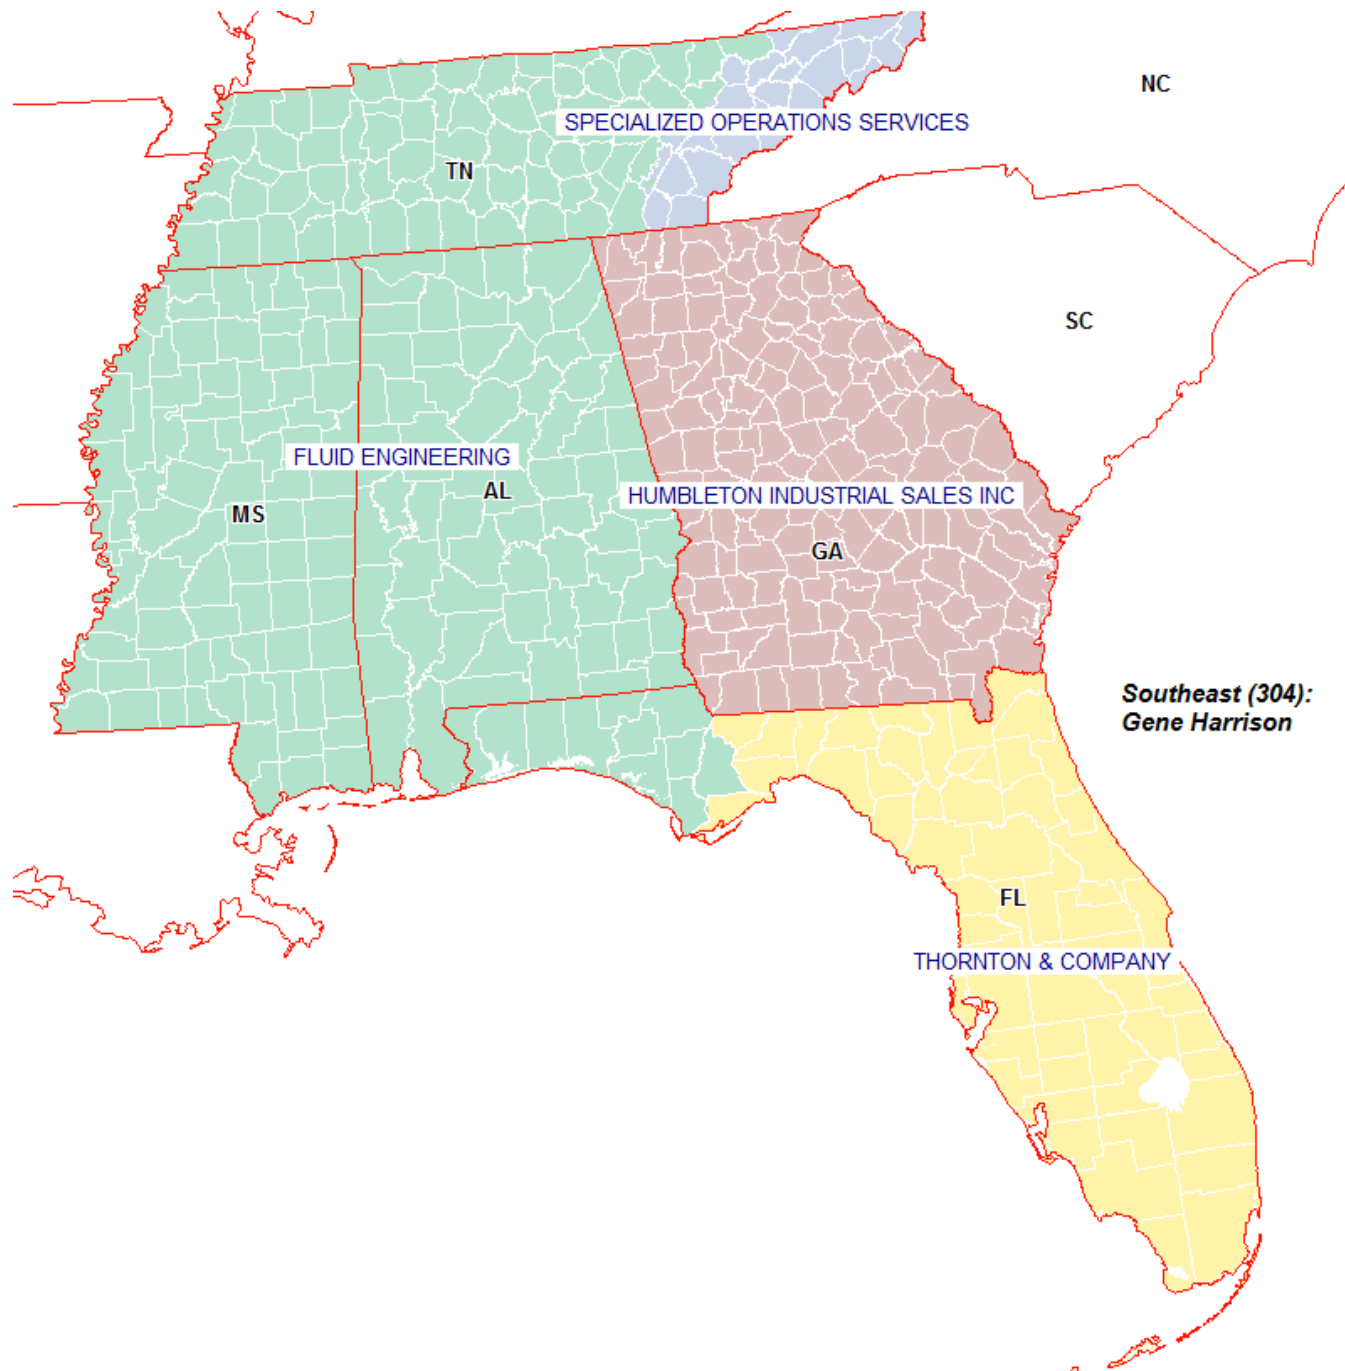 NC
SPECIALIZED OPERATIONS SERVICES
TN
SC
FLUID ENGINEERING
AL
HUMBLETON INDUSTRIAL SALES INC
MS
GA
Southeast (304):
Gene Harrison
FL
THORNTON & COMPANY